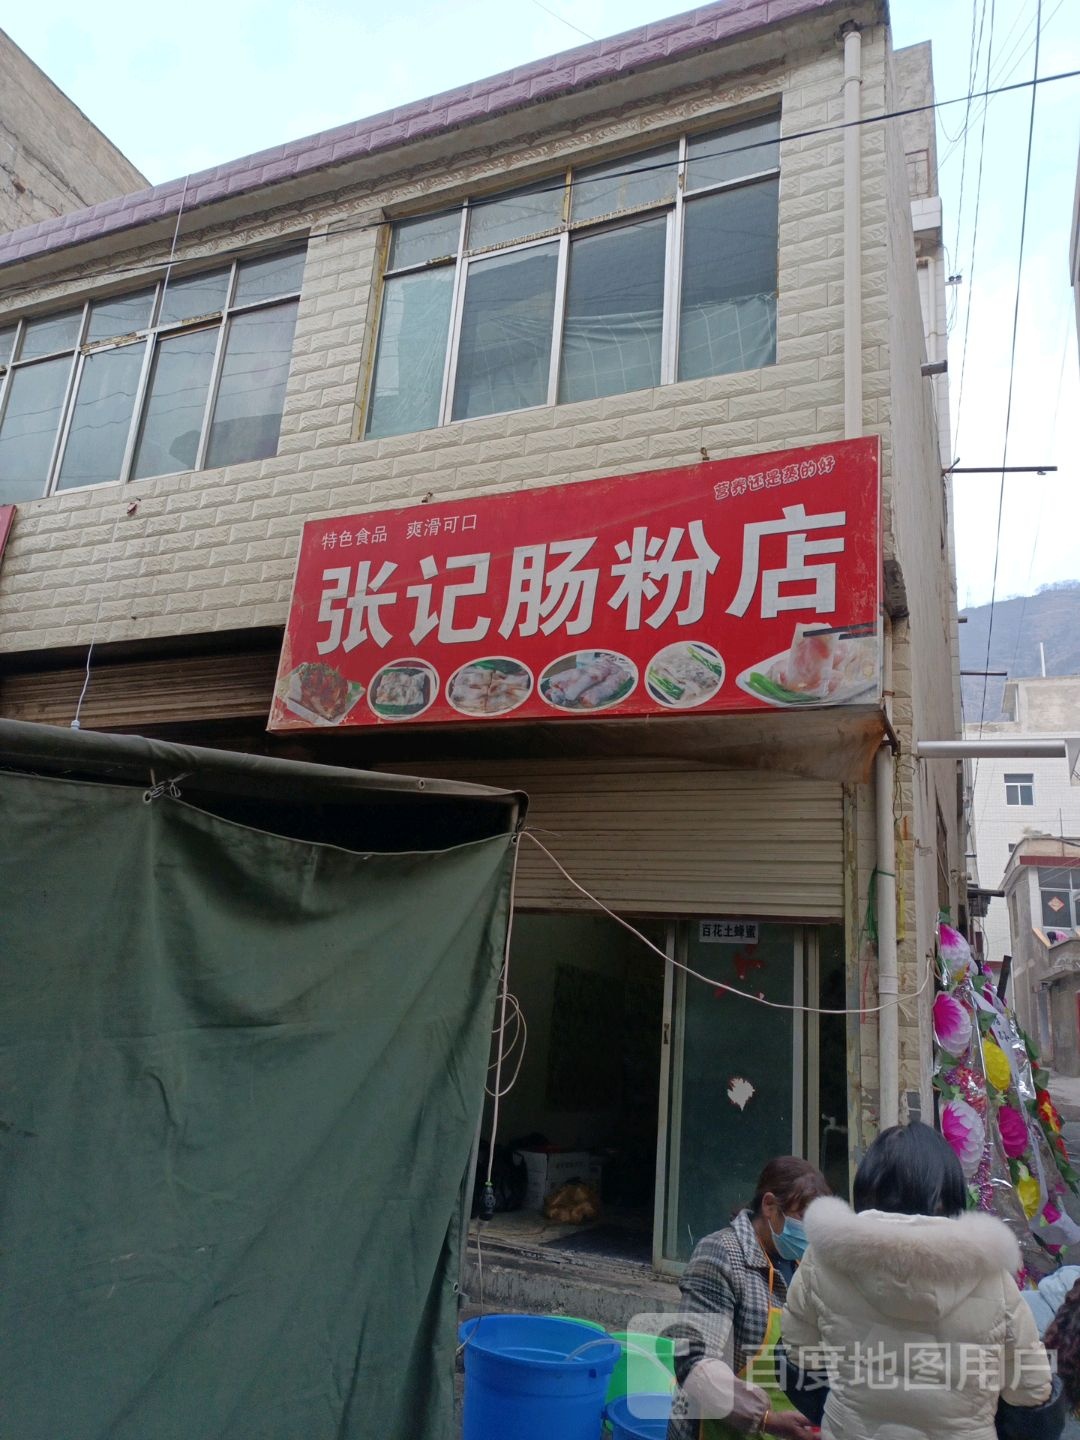 营养还是蒸的好
特色食品 爽滑可口
张记肠粉店
百花土蜂蜜
百度地图用户